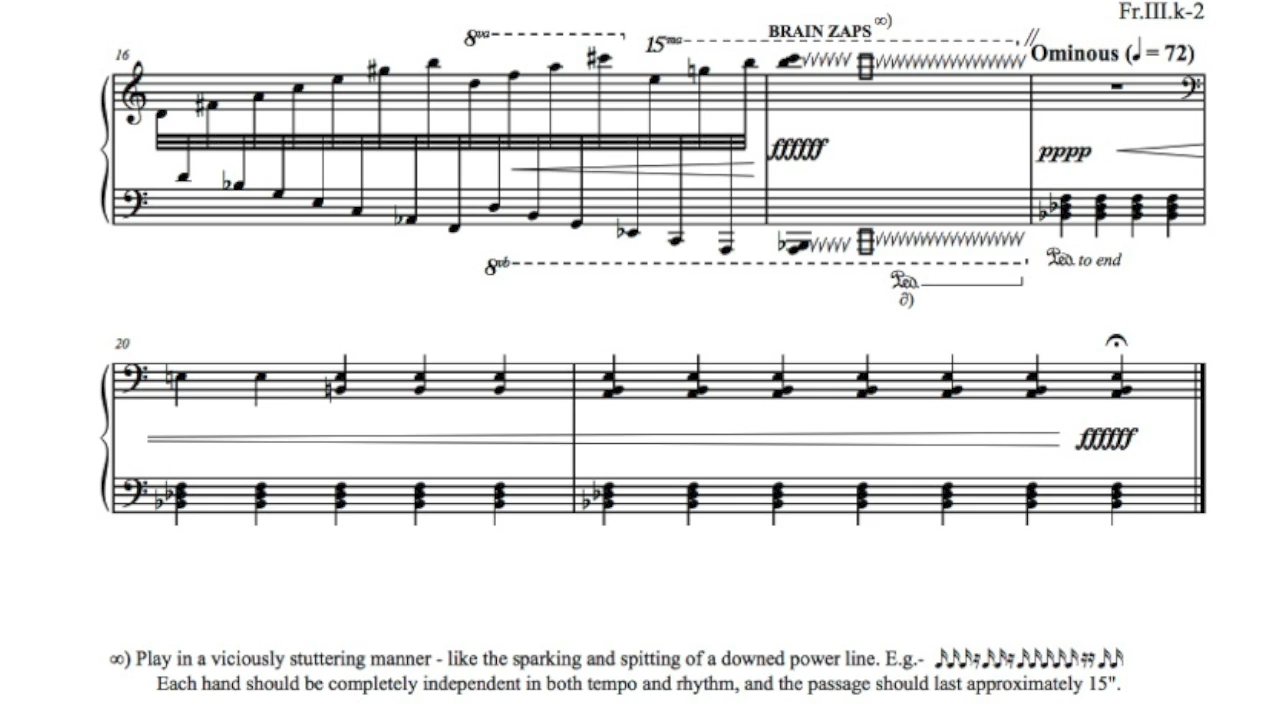 Fr.III.k-2
16
8va
15ma
BRAIN ZAPS ∞)
//
Ominous (♩ = 72)
ffffff
pppp
8vb
Ped.
∂)
Ped. to end
20
ffffff
∞) Play in a viciously stuttering manner - like the sparking and spitting of a downed power line. E.g.-
Each hand should be completely independent in both tempo and rhythm, and the passage should last approximately 15".